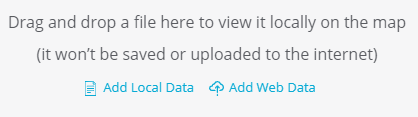 Drag and drop a file here to view it locally on the map
(it won't be saved or uploaded to the internet)
Add Local Data Add Web Data